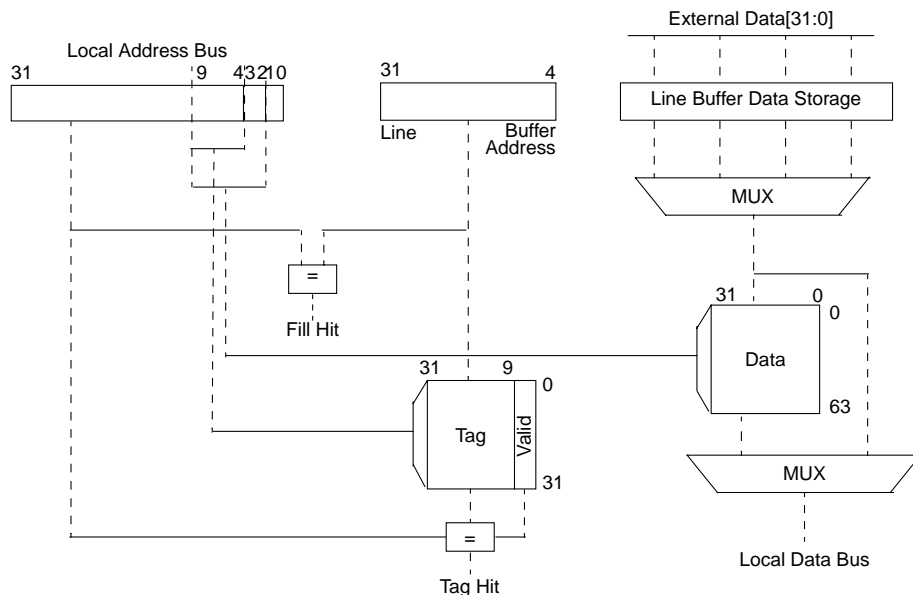 External Data[31:0]
Local Address Bus
31 9 4 3 2 1 0
31 4
Line Buffer Data Storage
Line Buffer
Address
MUX
=
Fill Hit
31 0
0
Data
63
31 9
0
Tag
Valid
31
MUX
=
Local Data Bus
Tag Hit